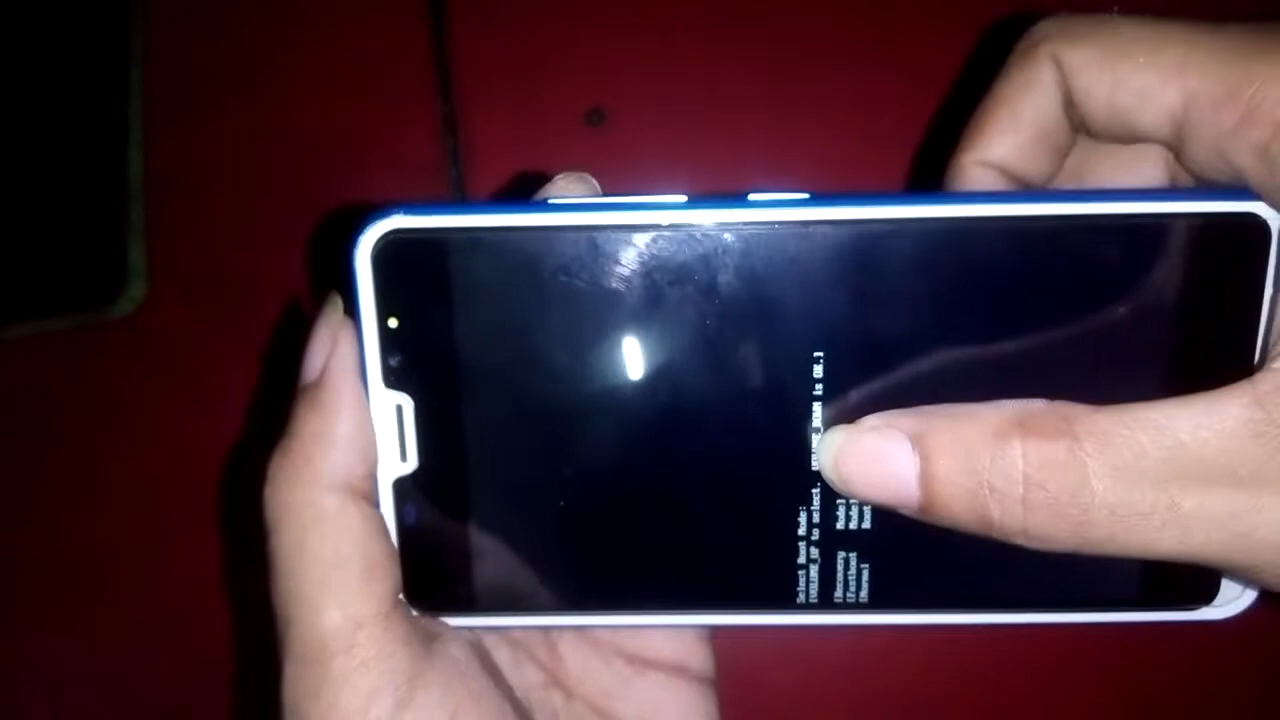 Select Boot Mode:
[VOLUME_UP to select. VOLUME_DOWN is OK.]
[Recovery Mode]
[Fastboot Mode]
[Normal Boot